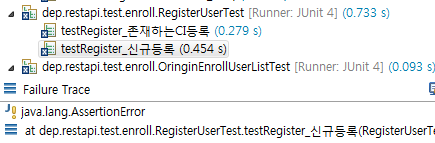 dep.restapi.test.enroll.RegisterUserTest [Runner: JUnit 4] (0.733 s)
testRegister_존재하는CI등록 (0.279 s)
testRegister_신규등록 (0.454 s)
dep.restapi.test.enroll.OringinEnrollUserListTest [Runner: JUnit 4] (0.093 s)
Failure Trace
java.lang.AssertionError
at dep.restapi.test.enroll.RegisterUserTest.testRegister_신규등록(RegisterUserTe